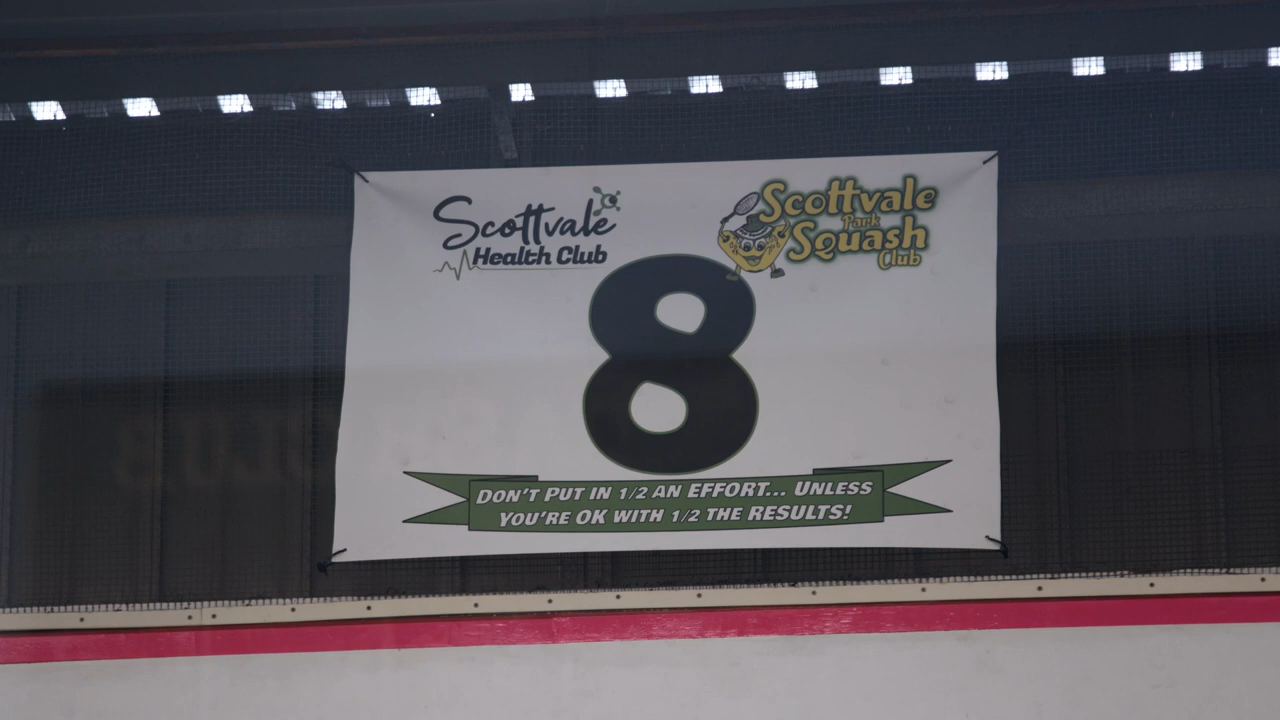 Scottvale
Health Club
Scottvale
Park
Squash
Club
8
DON'T PUT IN 1/2 AN EFFORT... UNLESS
YOU'RE OK WITH 1/2 THE RESULTS!